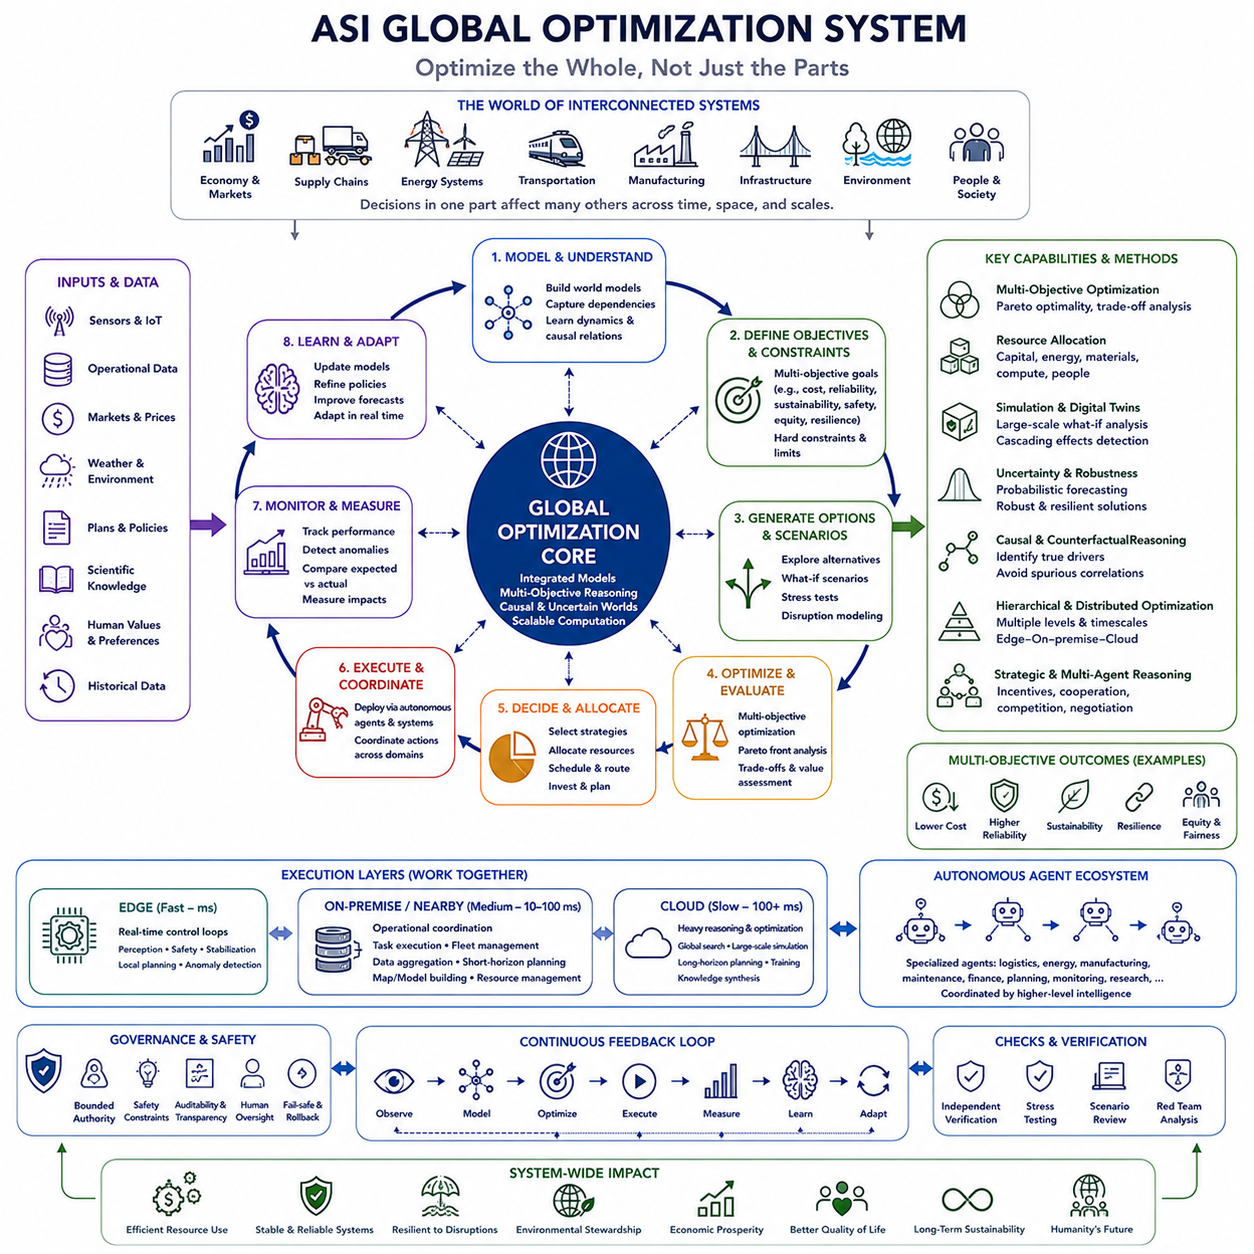 ASI GLOBAL OPTIMIZATION SYSTEM
Optimize the Whole, Not Just the Parts
THE WORLD OF INTERCONNECTED SYSTEMS
$
Economy &
Markets
Supply Chains
Energy Systems
Transportation
Manufacturing
Infrastructure
Environment
People &
Society
Decisions in one part affect many others across time, space, and scales.
INPUTS & DATA
Sensors & IoT
Operational Data
$
Markets & Prices
Weather &
Environment
Plans & Policies
Scientific
Knowledge
Human Values
& Preferences
Historical Data
1. MODEL & UNDERSTAND
Build world models
Capture dependencies
Learn dynamics &
causal relations
2. DEFINE OBJECTIVES
& CONSTRAINTS
Multi-objective goals
(e.g., cost, reliability,
sustainability, safety,
equity, resilience)
Hard constraints &
limits
3. GENERATE OPTIONS
& SCENARIOS
Explore alternatives
What-if scenarios
Stress tests
Disruption modeling
4. OPTIMIZE &
EVALUATE
Multi-objective
optimization
Pareto front analysis
Trade-offs & value
assessment
5. DECIDE & ALLOCATE
Select strategies
Allocate resources
Schedule & route
Invest & plan
6. EXECUTE &
COORDINATE
Deploy via autonomous
agents & systems
Coordinate actions
across domains
7. MONITOR & MEASURE
Track performance
Detect anomalies
Compare expected
vs actual
Measure impacts
8. LEARN & ADAPT
Update models
Refine policies
Improve forecasts
Adapt in real time
GLOBAL
OPTIMIZATION
CORE
Integrated Models
Multi-Objective Reasoning
Causal & Uncertain Worlds
Scalable Computation
KEY CAPABILITIES & METHODS
Multi-Objective Optimization
Pareto optimality, trade-off analysis
Resource Allocation
Capital, energy, materials,
compute, people
Simulation & Digital Twins
Large-scale what-if analysis
Cascading effects detection
Uncertainty & Robustness
Probabilistic forecasting
Robust & resilient solutions
Causal & CounterfactualReasoning
Identify true drivers
Avoid spurious correlations
Hierarchical & Distributed Optimization
Multiple levels & timescales
Edge–On-premise–Cloud
Strategic & Multi-Agent Reasoning
Incentives, cooperation,
competition, negotiation
MULTI-OBJECTIVE OUTCOMES (EXAMPLES)
$
Lower Cost
Higher
Reliability
Sustainability
Resilience
Equity &
Fairness
EXECUTION LAYERS (WORK TOGETHER)
EDGE (Fast – ms)
Real-time control loops
Perception • Safety • Stabilization
Local planning • Anomaly detection
ON-PREMISE / NEARBY (Medium – 10–100 ms)
Operational coordination
Task execution • Fleet management
Data aggregation • Short-horizon planning
Map/Model building • Resource management
CLOUD (Slow – 100+ ms)
Heavy reasoning & optimization
Global search • Large-scale simulation
Long-horizon planning • Training
Knowledge synthesis
AUTONOMOUS AGENT ECOSYSTEM
Specialized agents: logistics, energy, manufacturing,
maintenance, finance, planning, monitoring, research, ...
Coordinated by higher-level intelligence
GOVERNANCE & SAFETY
Bounded
Authority
Safety
Constraints
Auditability &
Transparency
Human
Oversight
Fail-safe &
Rollback
CONTINUOUS FEEDBACK LOOP
Observe
Model
Optimize
Execute
Measure
Learn
Adapt
CHECKS & VERIFICATION
Independent
Verification
Stress
Testing
Scenario
Review
Red Team
Analysis
SYSTEM-WIDE IMPACT
$
Efficient Resource Use
Stable & Reliable Systems
Resilient to Disruptions
Environmental Stewardship
Economic Prosperity
Better Quality of Life
Long-Term Sustainability
Humanity's Future